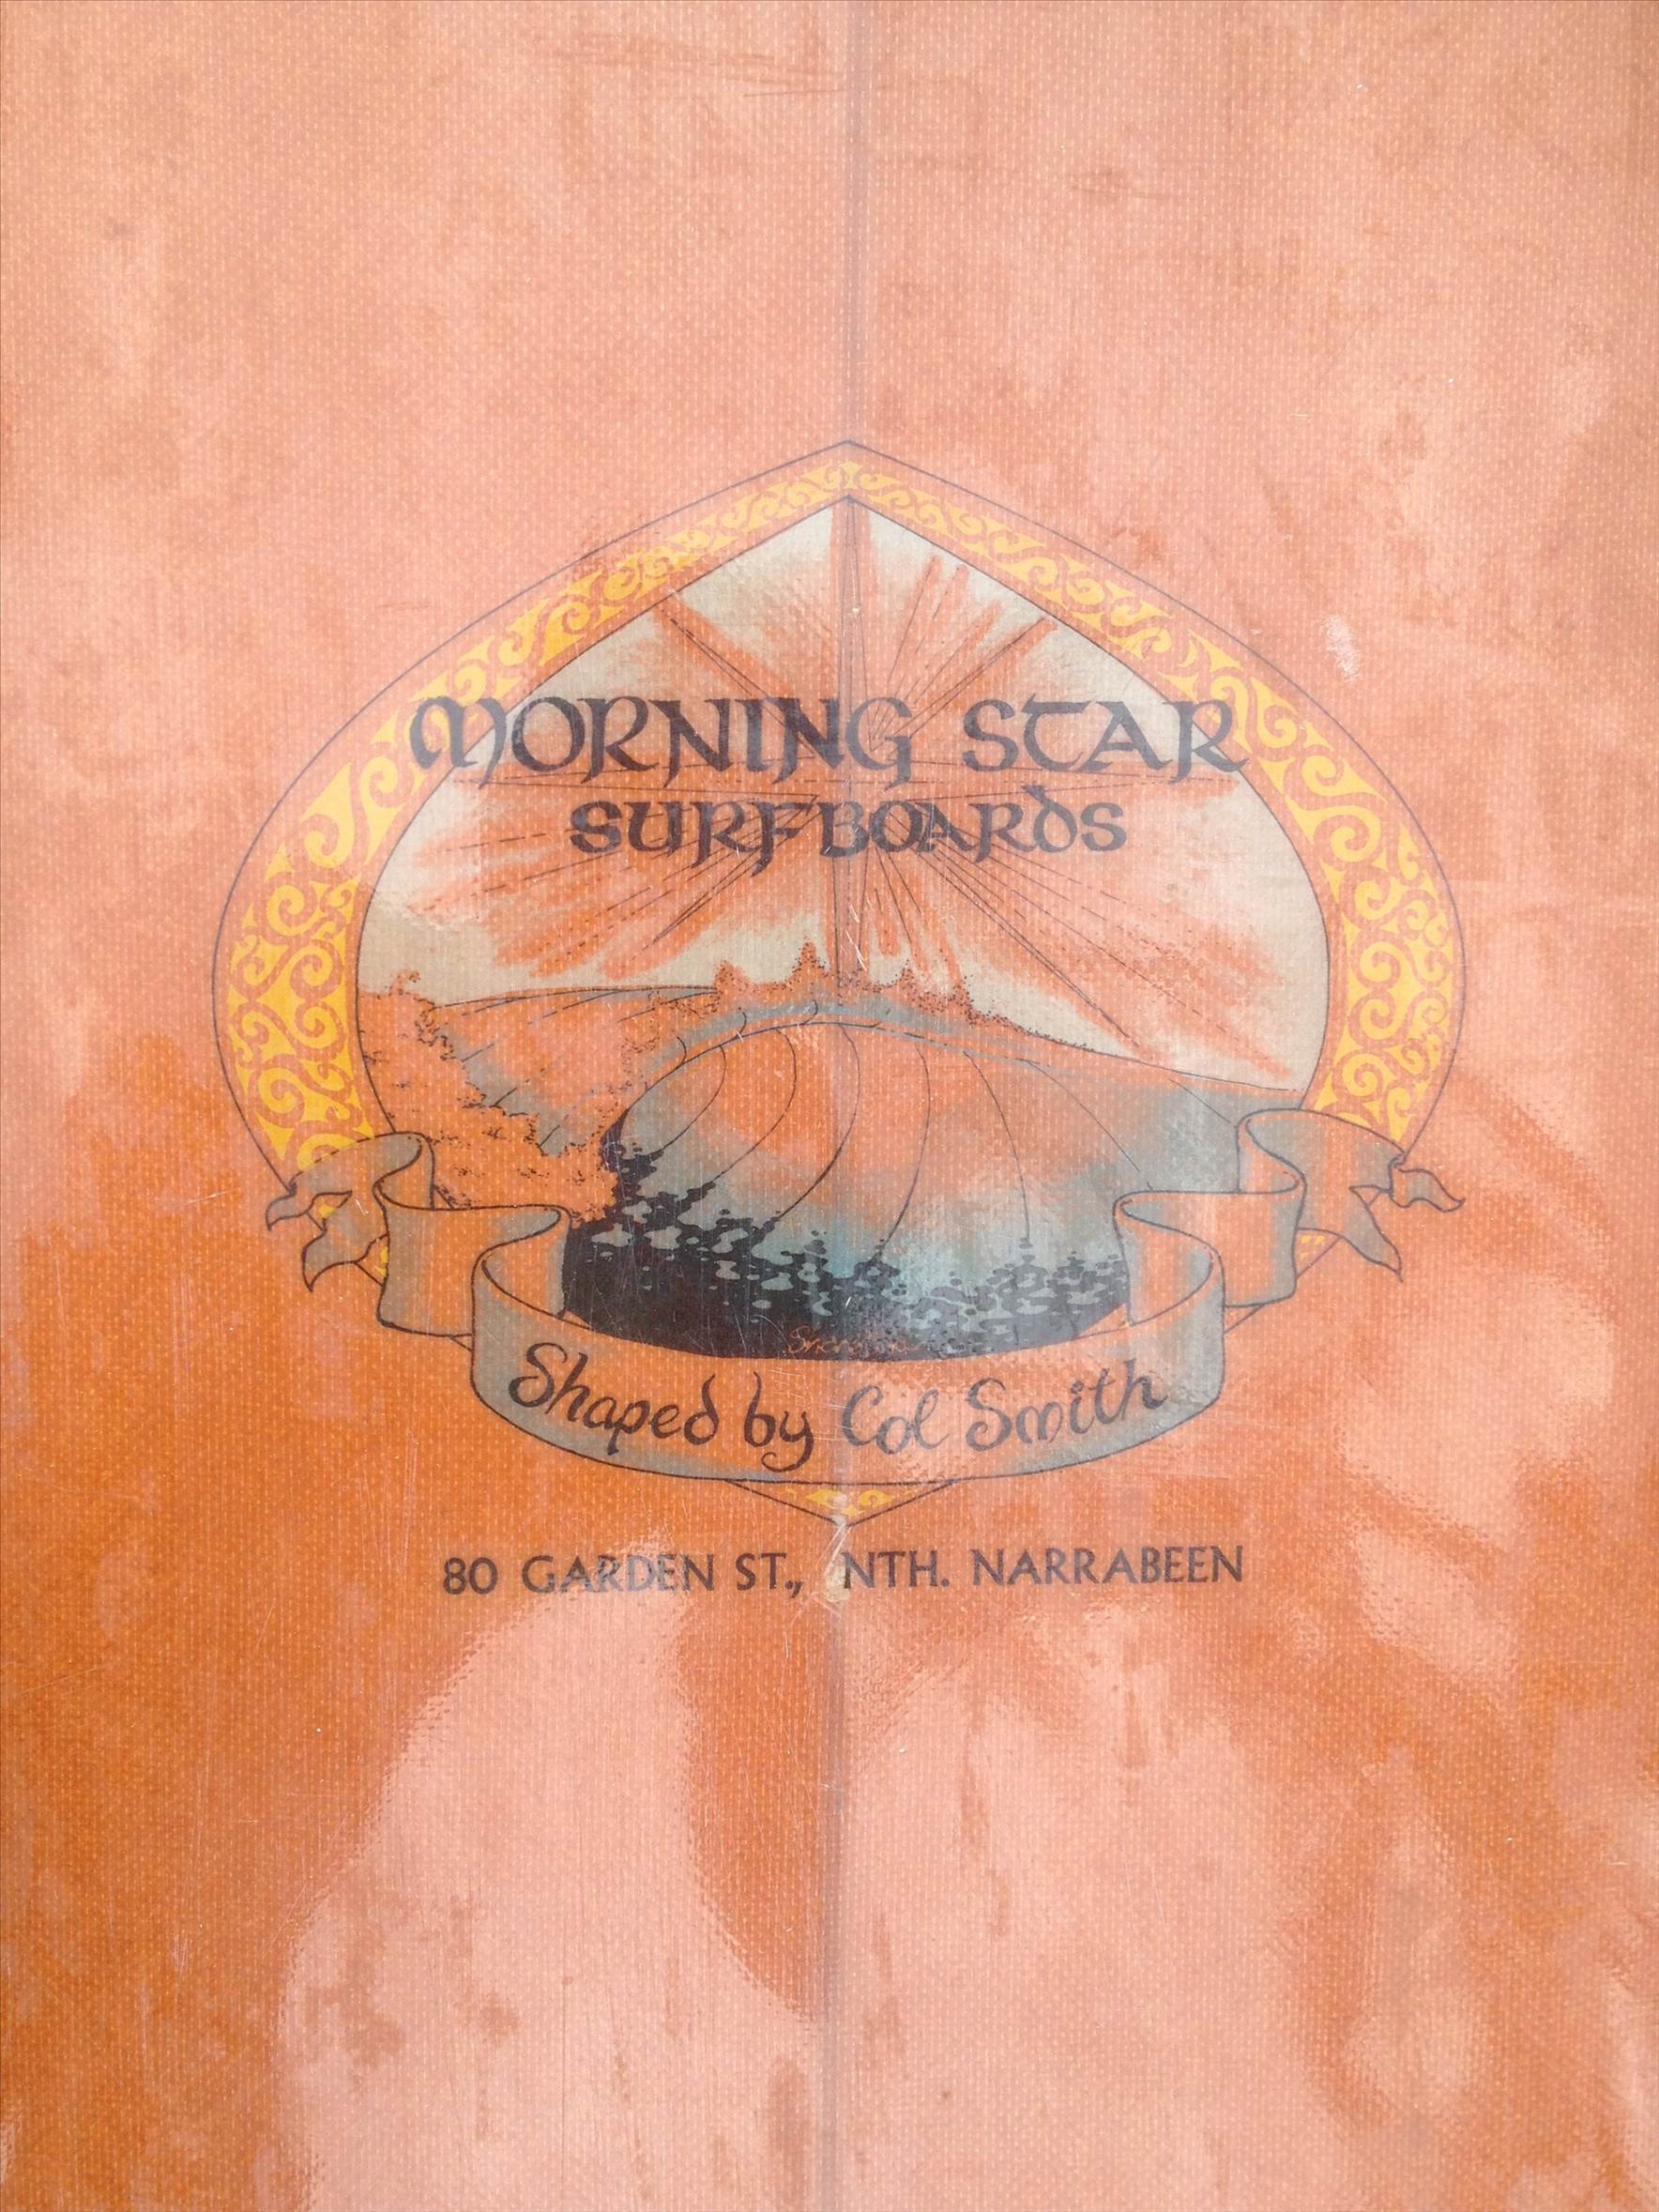 MORNING STAR
SURFBOARDS
Shaped by Col Smith
80 GARDEN ST., NTH. NARRABEEN